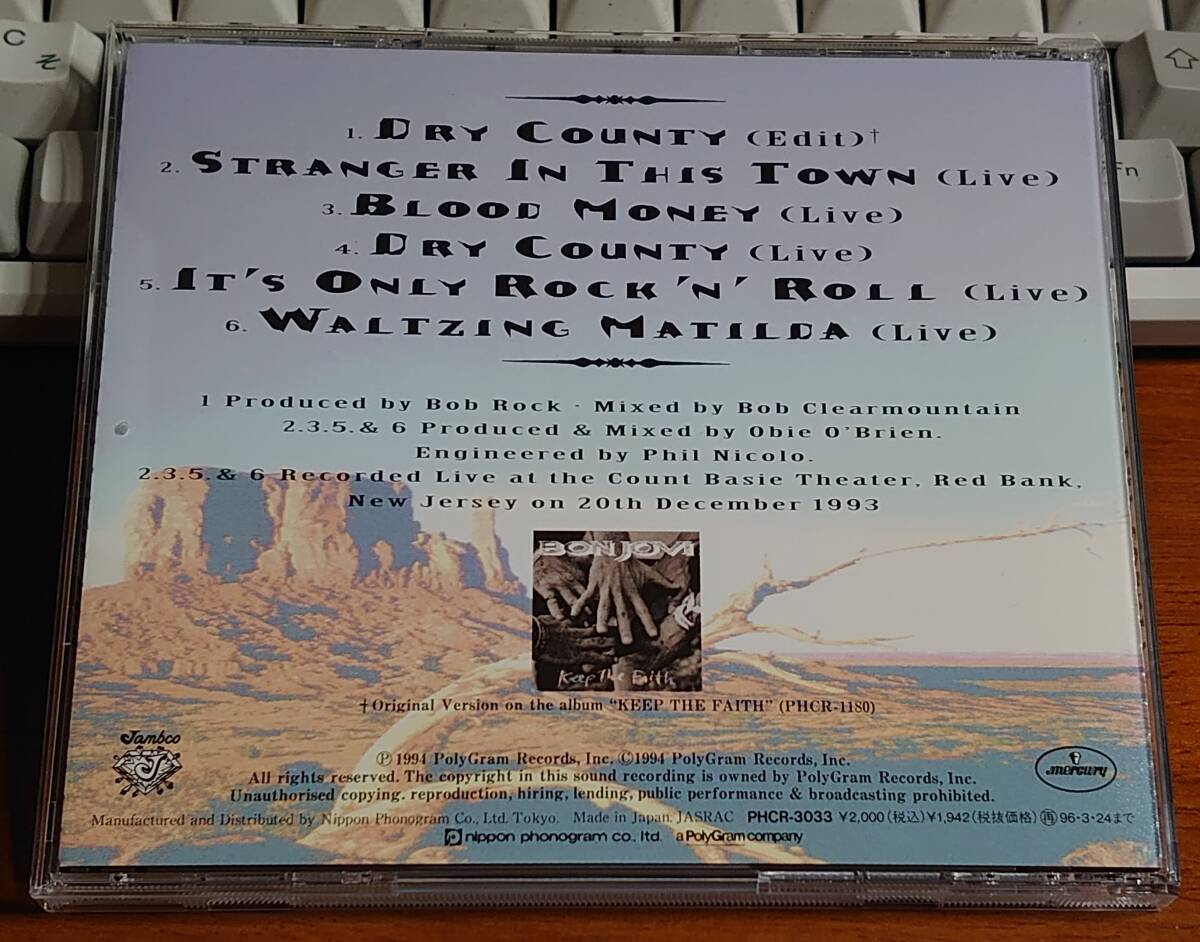 C
そ
Fn
1. DRY COUNTY (Edit)†
2. STRANGER IN THIS TOWN (Live)
3. BLOOD MONEY (Live)
4. DRY COUNTY (Live)
5. IT'S ONLY ROCK 'N' ROLL (Live)
6. WALTZING MATILDA (Live)
1 Produced by Bob Rock · Mixed by Bob Clearmountain
2.3.5.& 6 Produced & Mixed by Obie O'Brien.
Engineered by Phil Nicolo.
2.3.5.& 6 Recorded Live at the Count Basie Theater, Red Bank,
New Jersey on 20th December 1993
BON JOVI
Keep The Faith
†Original Version on the album "KEEP THE FAITH" (PHCR-1180)
Jambco
℗1994 PolyGram Records, Inc. ©1994 PolyGram Records, Inc.
mercury
All rights reserved. The copyright in this sound recording is owned by PolyGram Records, Inc.
Unauthorised copying. reproduction, hiring, lending, public performance & broadcasting prohibited.
Manufactured and Distributed by Nippon Phonogram Co., Ltd. Tokyo. Made in Japan. JASRAC PHCR-3033 ¥2,000(税込)¥1,942(税抜価格)㊐96·3·24まで
nippon phonogram co., ltd. a PolyGram company